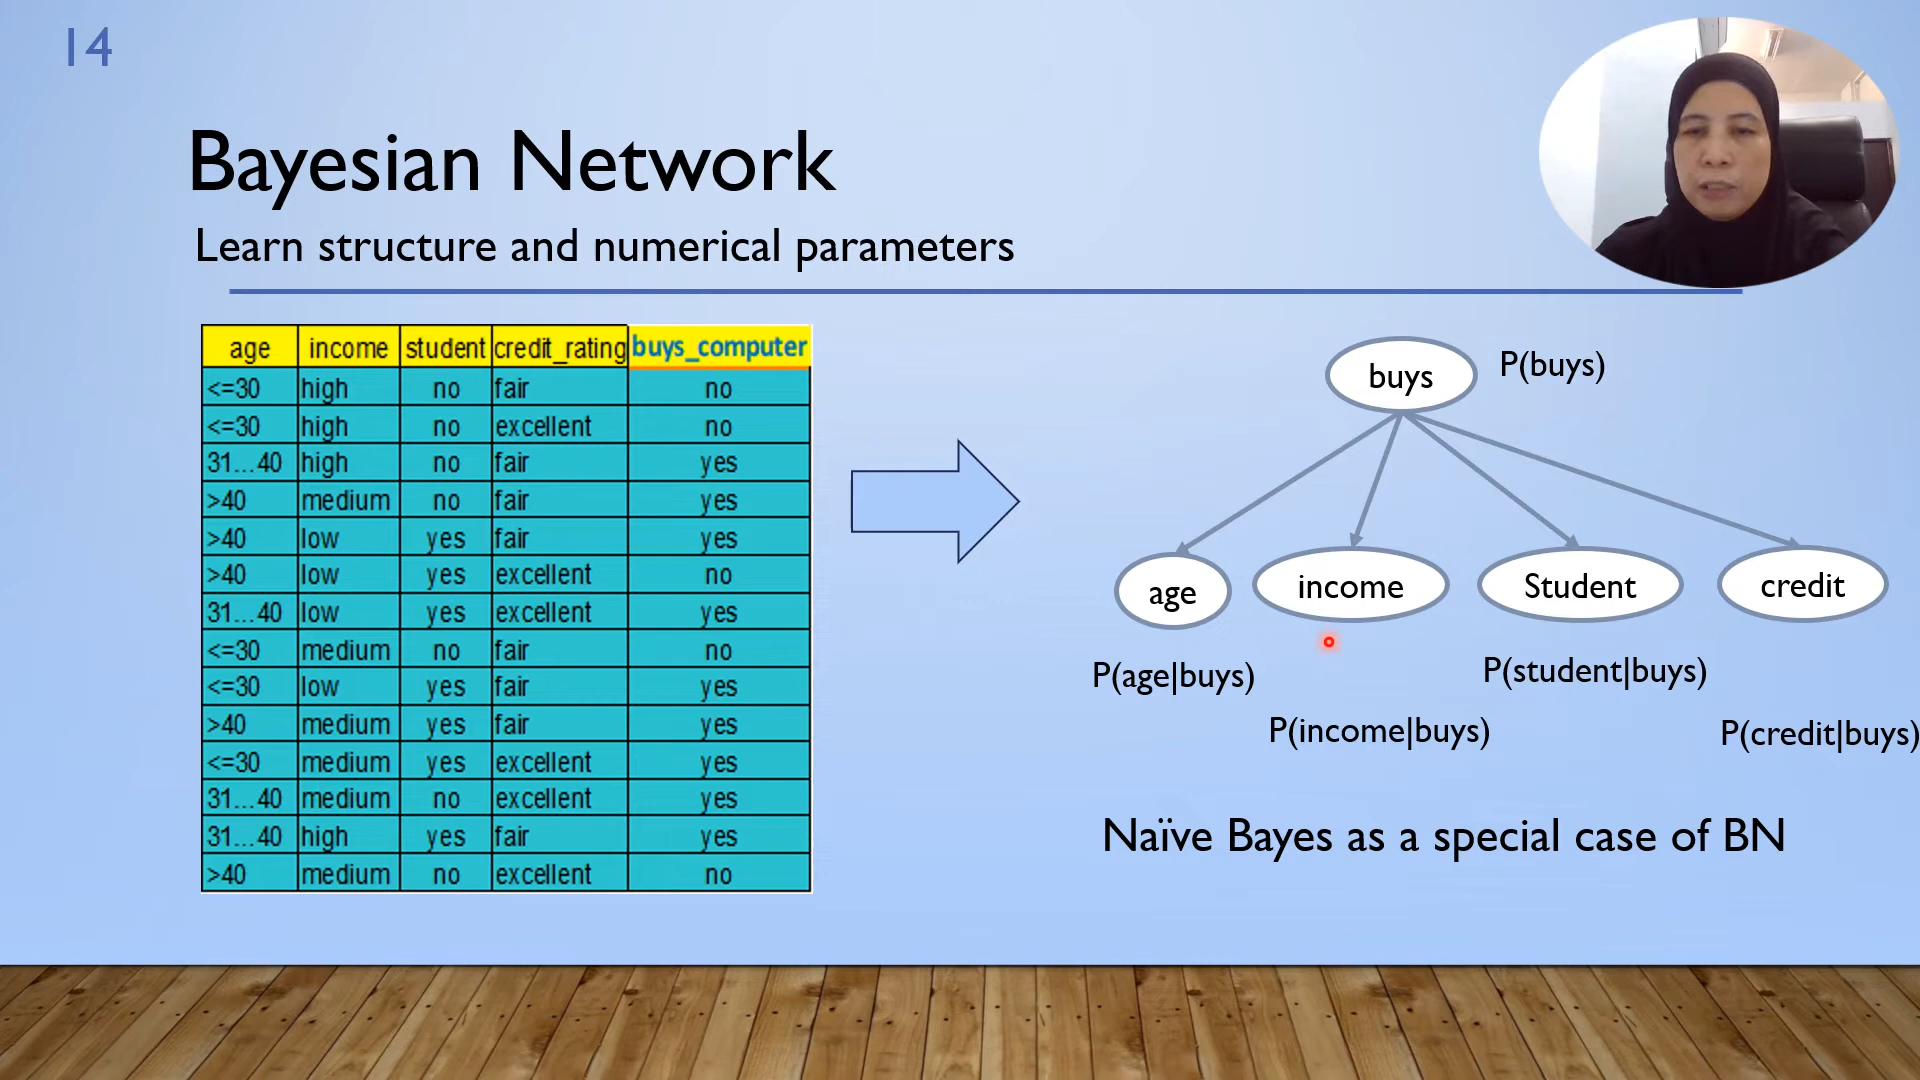 14
Bayesian Network
Learn structure and numerical parameters
age income student credit_rating buys_computer
<=30 high no fair no
<=30 high no excellent no
31...40 high no fair yes
>40 medium no fair yes
>40 low yes fair yes
>40 low yes excellent no
31...40 low yes excellent yes
<=30 medium no fair no
<=30 low yes fair yes
>40 medium yes fair yes
<=30 medium yes excellent yes
31...40 medium no excellent yes
31...40 high yes fair yes
>40 medium no excellent no
buys P(buys)
age income Student credit
P(age|buys) P(student|buys)
P(income|buys) P(credit|buys)
Naïve Bayes as a special case of BN